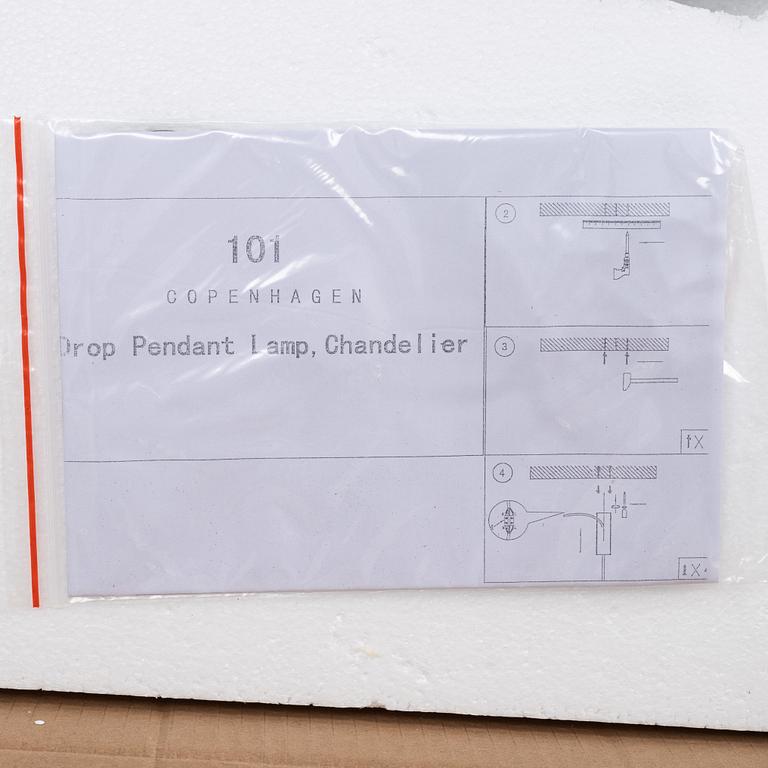 101
COPENHAGEN
Drop Pendant Lamp, Chandelier
2
3
X
4
X